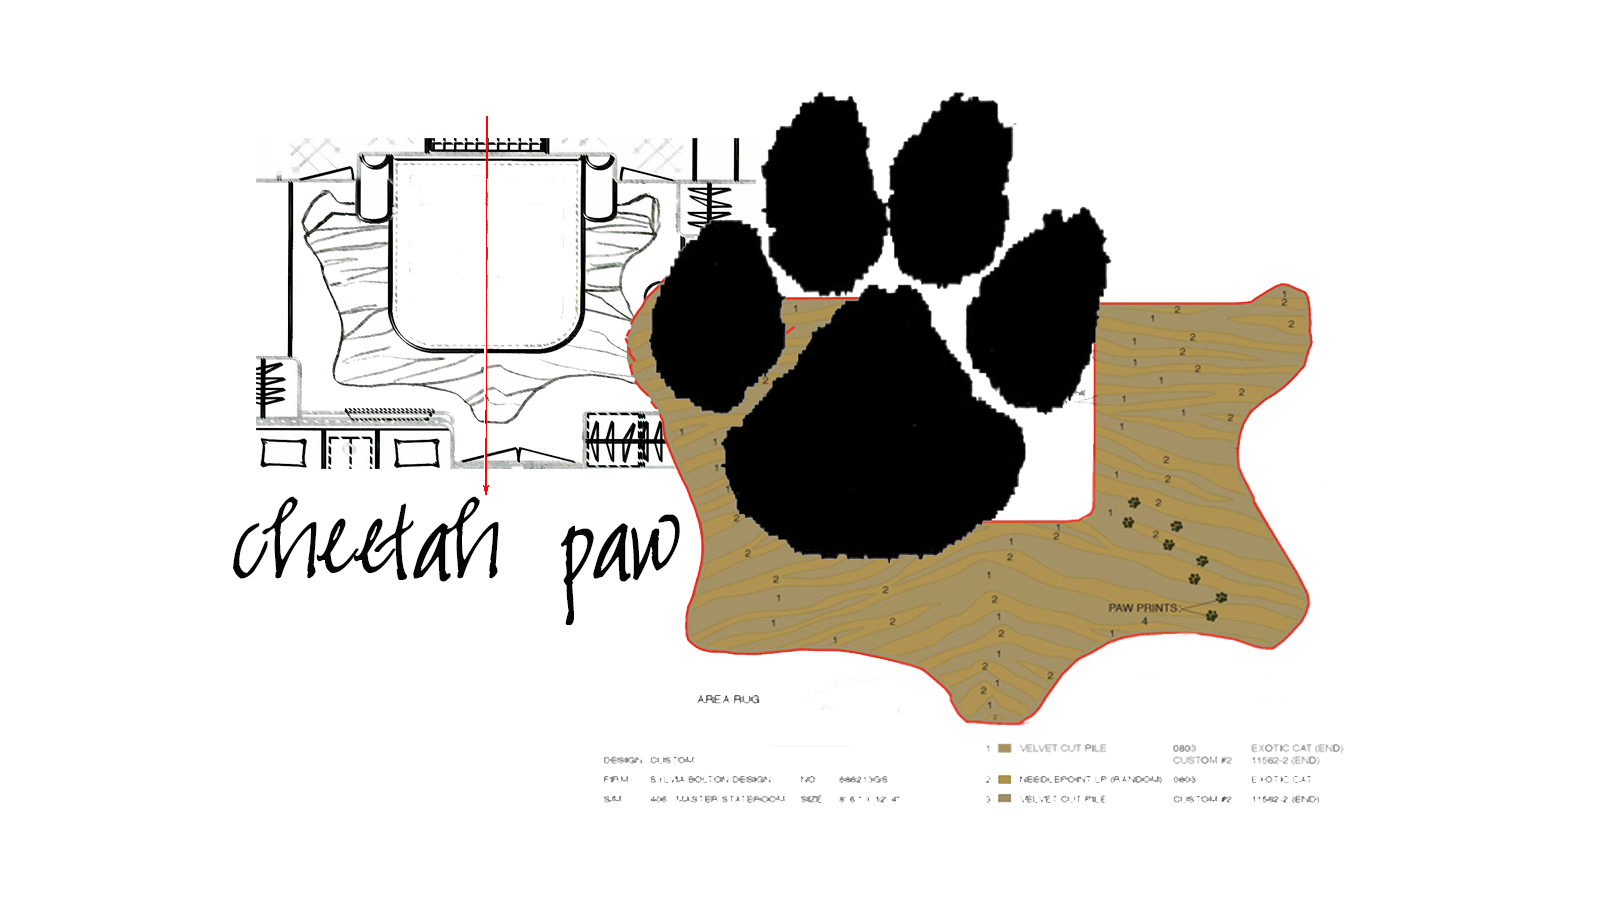 cheetah paw
PAW PRINTS:
4
AREA RUG
DESIGN CUSTOM
FIRM SYLVIA BOLTON DESIGN NO
S/M 406 MASTER STATEROOM SIZE 8' 6" X 12' 4"
1 VELVET CUT PILE 0803 EXOTIC CAT (END)
CUSTOM #2 11562-2 (END)
2 NEEDLEPOINT LP (RANDOM) 0803 EXOTIC CAT
3 VELVET CUT PILE CUSTOM #2 11562-2 (END)